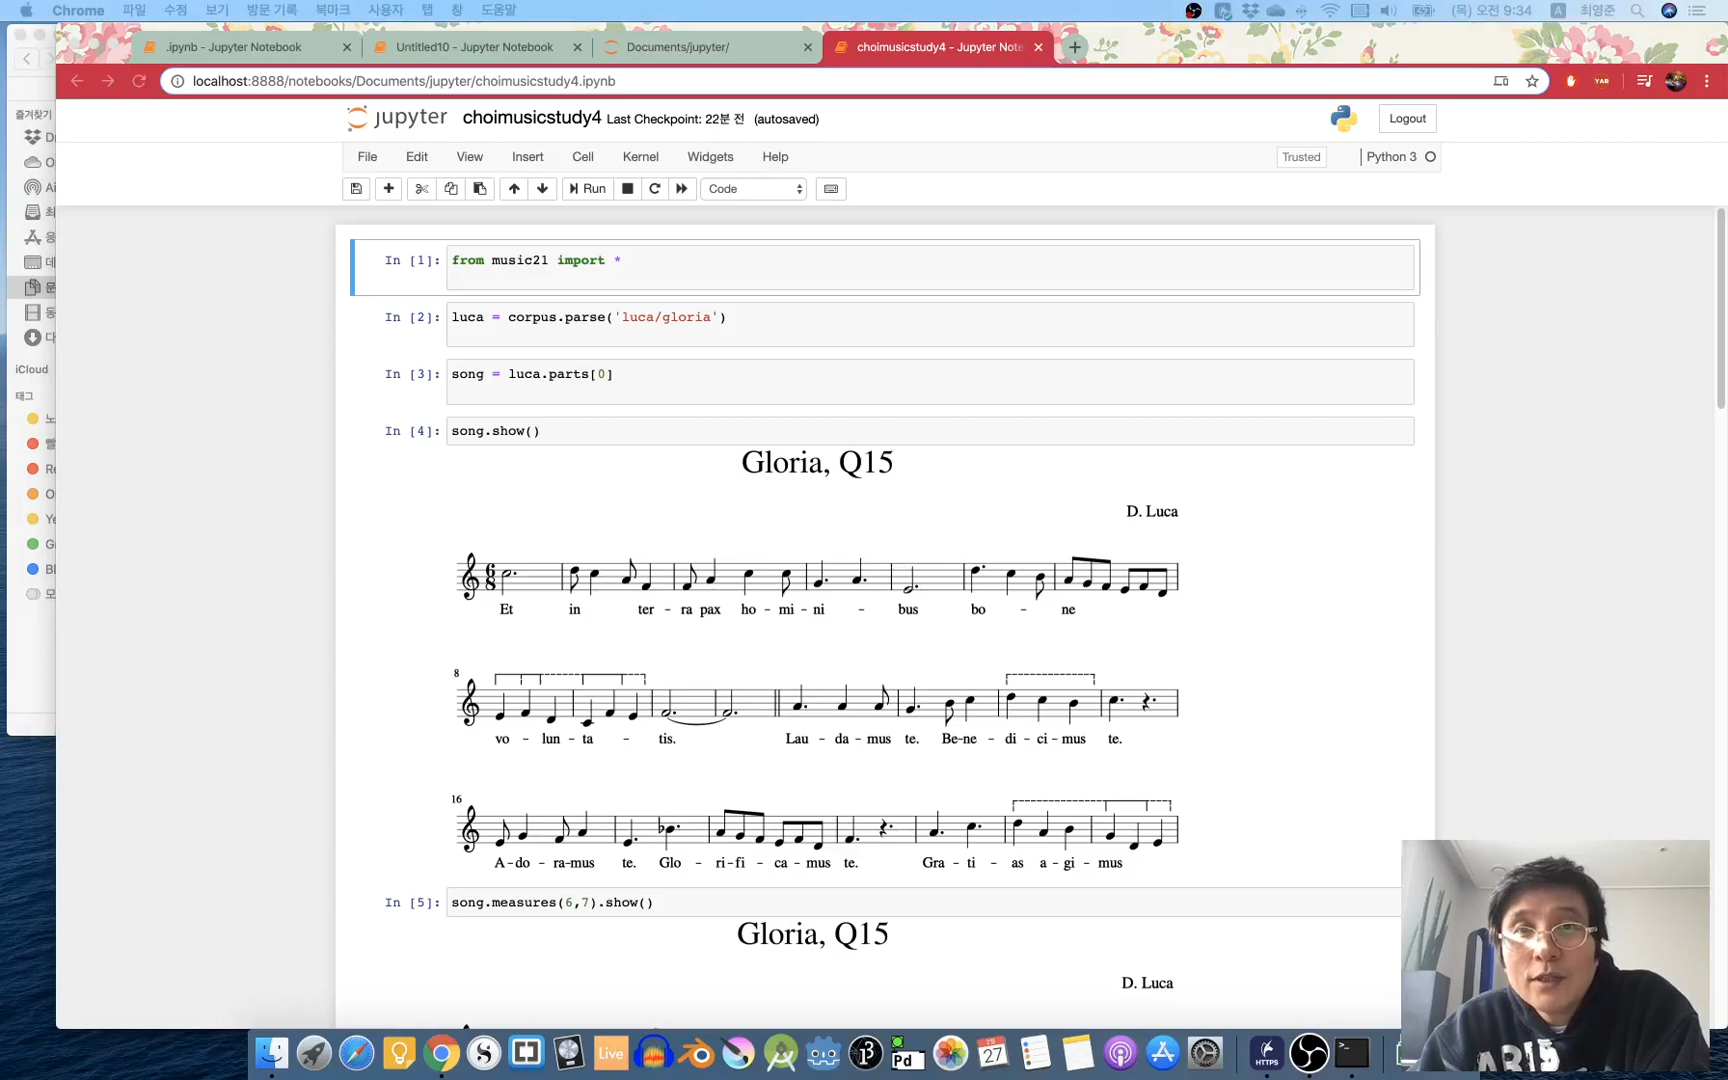 Chrome 파일 수정 보기 방문 기록 북마크 사용자 탭 창 도움말 (목) 오전 9:34 A 최영준
.ipynb - Jupyter Notebook Untitled10 - Jupyter Notebook Documents/jupyter/ choimusicstudy4 - Jupyter Note
localhost:8888/notebooks/Documents/jupyter/choimusicstudy4.ipynb YAB
즐겨찾기
iCloud
태그
jupyter choimusicstudy4 Last Checkpoint: 22분 전 (autosaved) Logout
File Edit View Insert Cell Kernel Widgets Help Trusted Python 3
Run Code
In [1]: from music21 import *
In [2]: luca = corpus.parse('luca/gloria')
In [3]: song = luca.parts[0]
In [4]: song.show()
Gloria, Q15
D. Luca
6
8
Et in ter - ra pax ho - mi - ni - bus bo - ne
8
vo - lun - ta - tis. Lau - da - mus te. Be-ne - di - ci - mus te.
16
A - do - ra-mus te. Glo - ri - fi - ca - mus te. Gra - ti - as a - gi - mus
In [5]: song.measures(6,7).show()
Gloria, Q15
D. Luca
Live
Pd
27
HTTPS